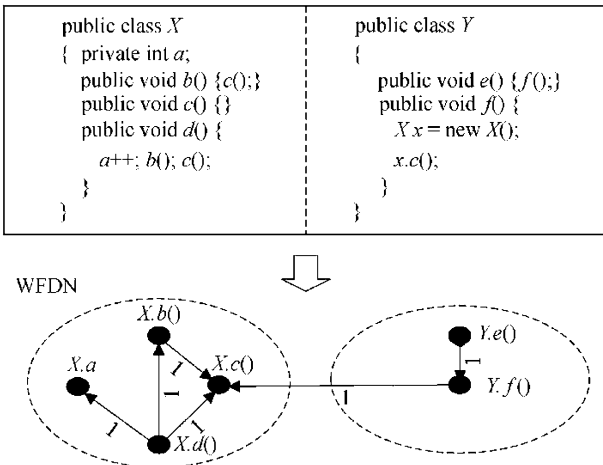 public class X
{ private int a;
public void b() {c();}
public void c() {}
public void d() {
a++; b(); c();
}
}
public class Y
{
public void e() {f();}
public void f() {
X x = new X();
x.c();
}
}
WFDN
X.b()
X.a
X.c()
X.d()
1
1
1
1
1
Y.e()
1
Y.f()